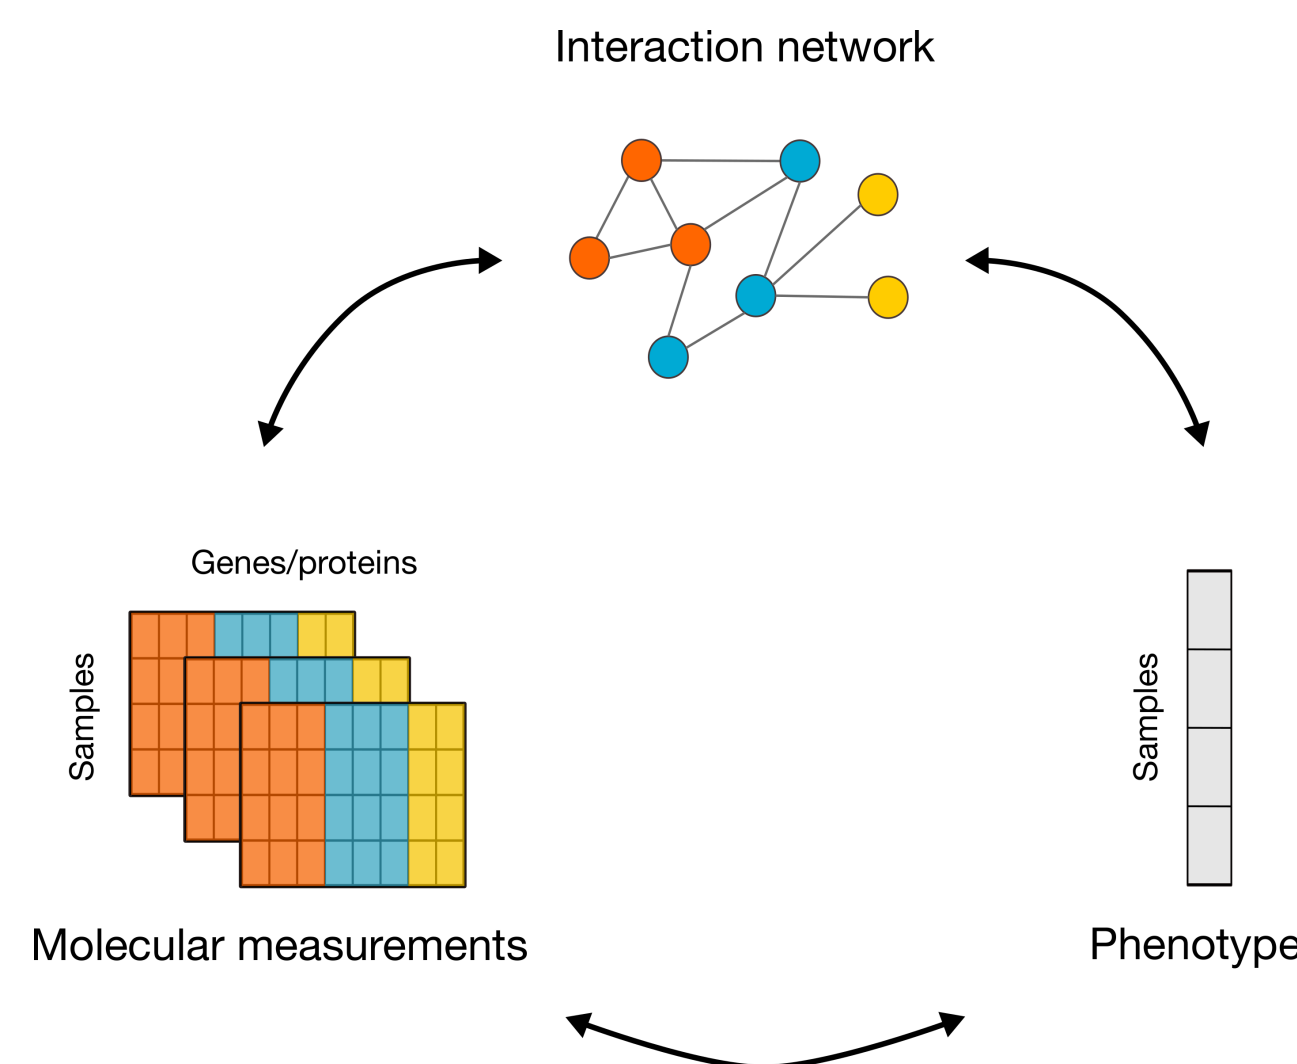 Interaction network
Genes/proteins
Samples
Samples
Molecular measurements
Phenotype